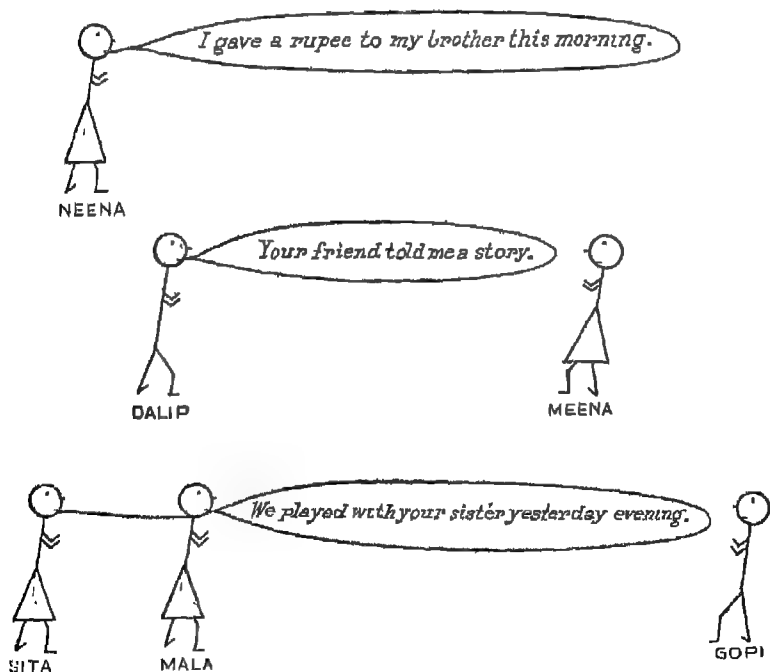 I gave a rupee to my brother this morning.
NEENA
Your friend told me a story.
DALIP
MEENA
We played with your sister yesterday evening.
SITA
MALA
GOPI